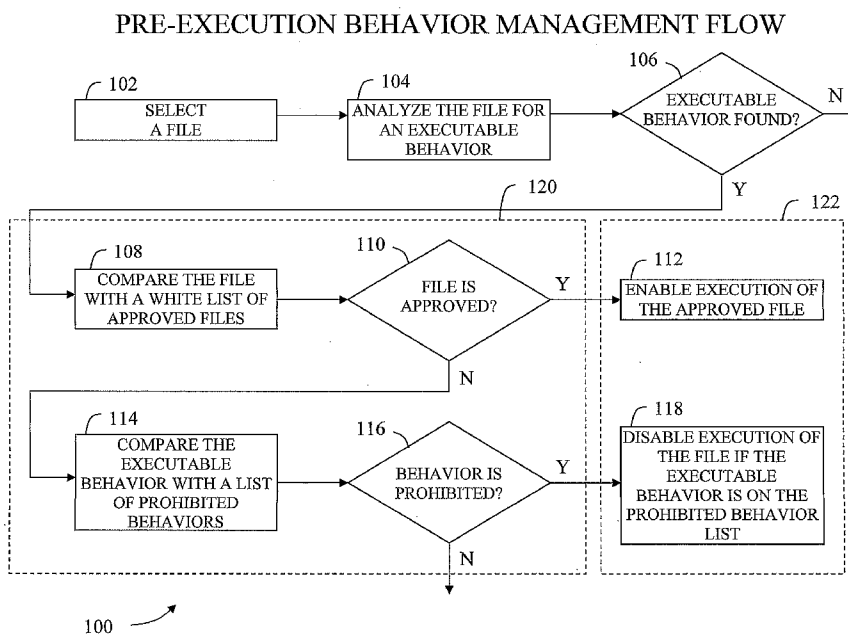 PRE-EXECUTION BEHAVIOR MANAGEMENT FLOW
102
SELECT
A FILE
104
ANALYZE THE FILE FOR
AN EXECUTABLE
BEHAVIOR
106
EXECUTABLE
BEHAVIOR FOUND?
N
Y
120
122
108
COMPARE THE FILE
WITH A WHITE LIST OF
APPROVED FILES
110
FILE IS
APPROVED?
Y
N
112
ENABLE EXECUTION OF
THE APPROVED FILE
114
COMPARE THE
EXECUTABLE
BEHAVIOR WITH A LIST
OF PROHIBITED
BEHAVIORS
116
BEHAVIOR IS
PROHIBITED?
Y
N
118
DISABLE EXECUTION OF
THE FILE IF THE
EXECUTABLE
BEHAVIOR IS ON THE
PROHIBITED BEHAVIOR
LIST
100